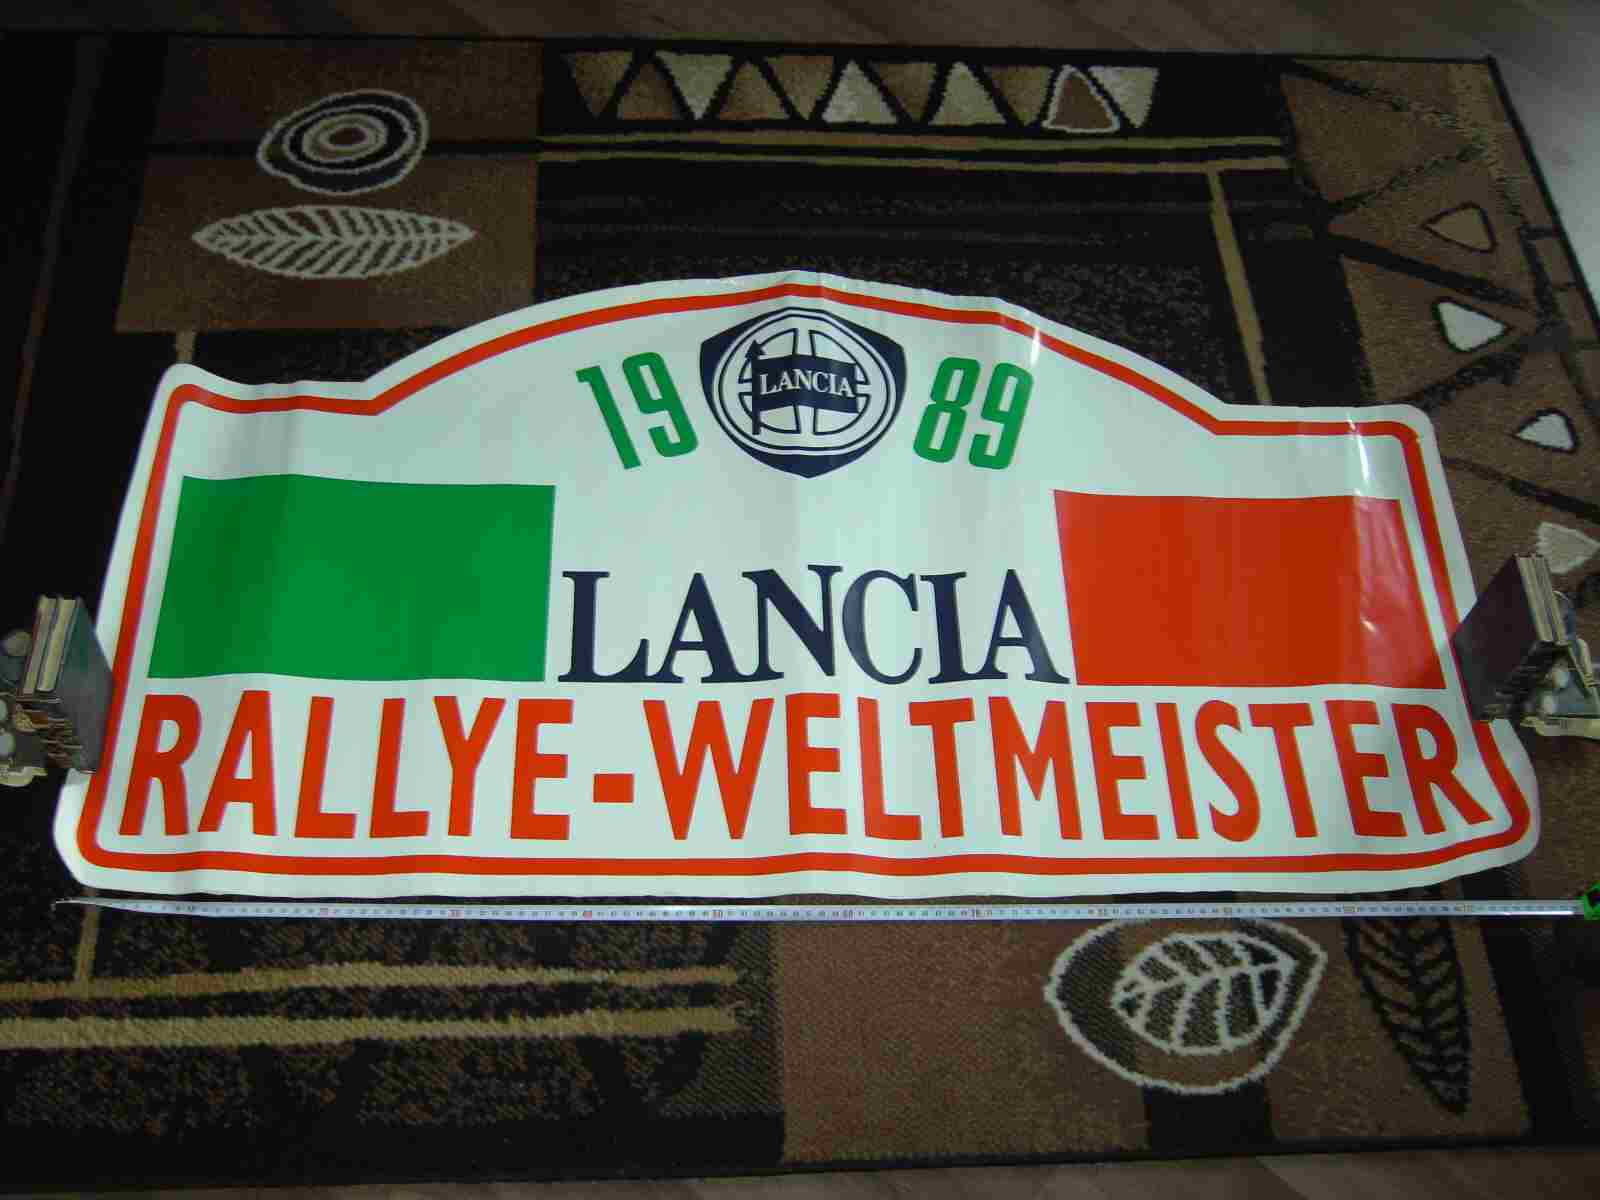 19 LANCIA 89
LANCIA
RALLYE-WELTMEISTER